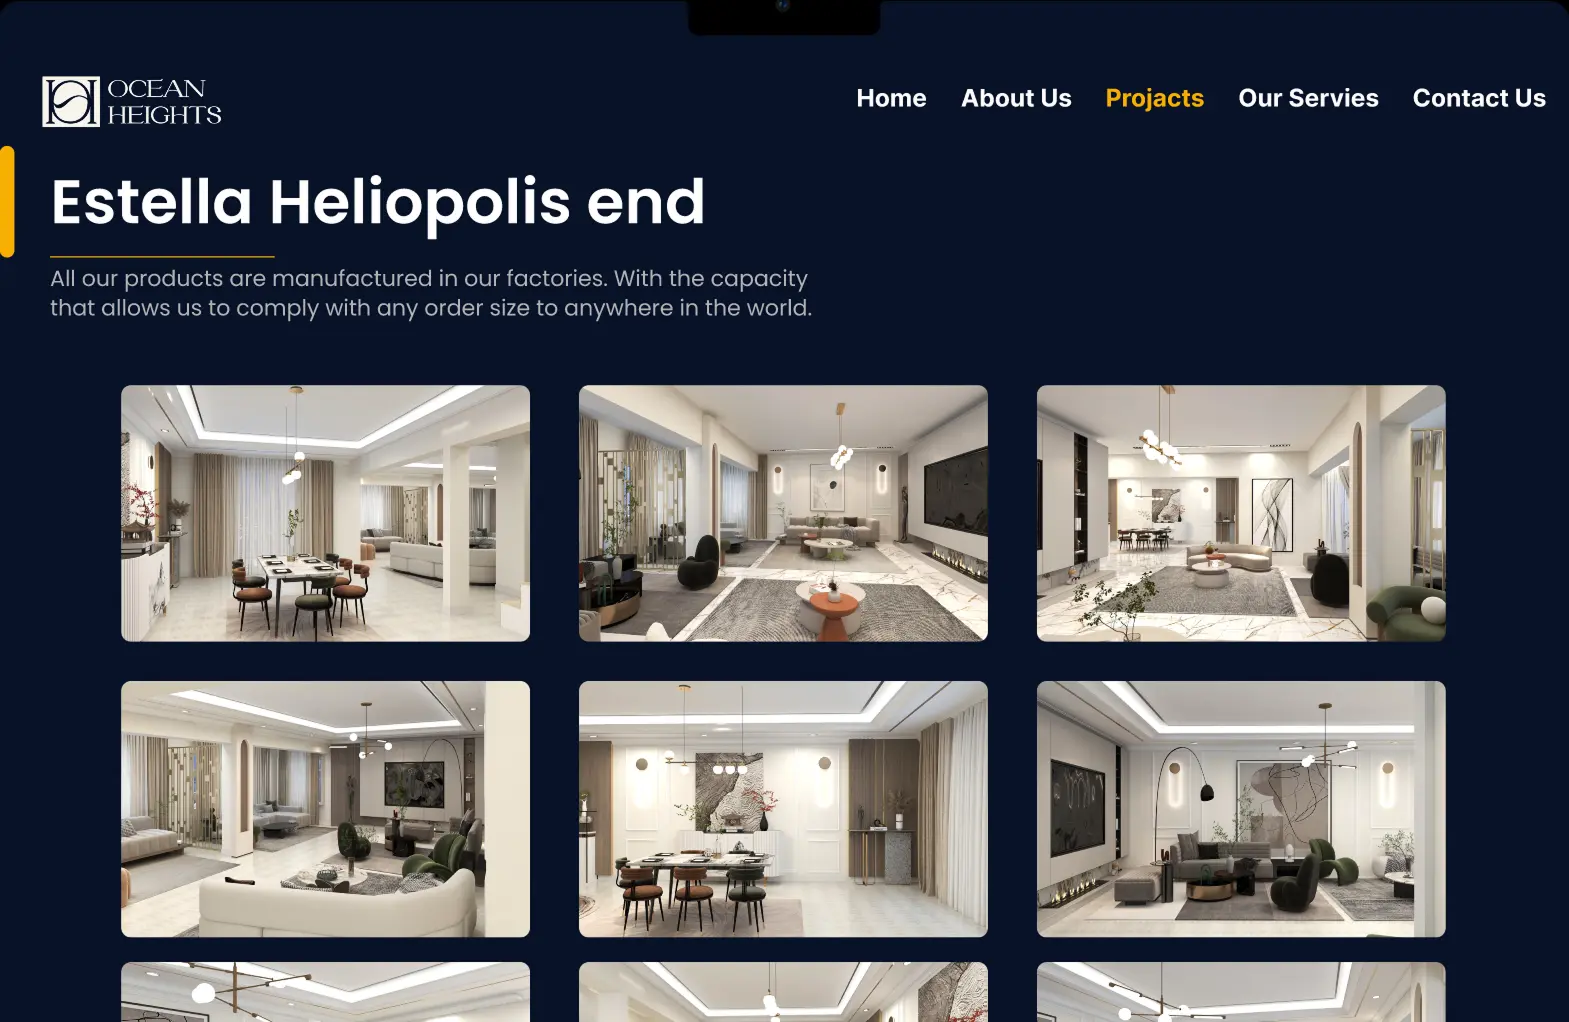 OCEAN
HEIGHTS
Home About Us Projacts Our Servies Contact Us
Estella Heliopolis end
All our products are manufactured in our factories. With the capacity
that allows us to comply with any order size to anywhere in the world.